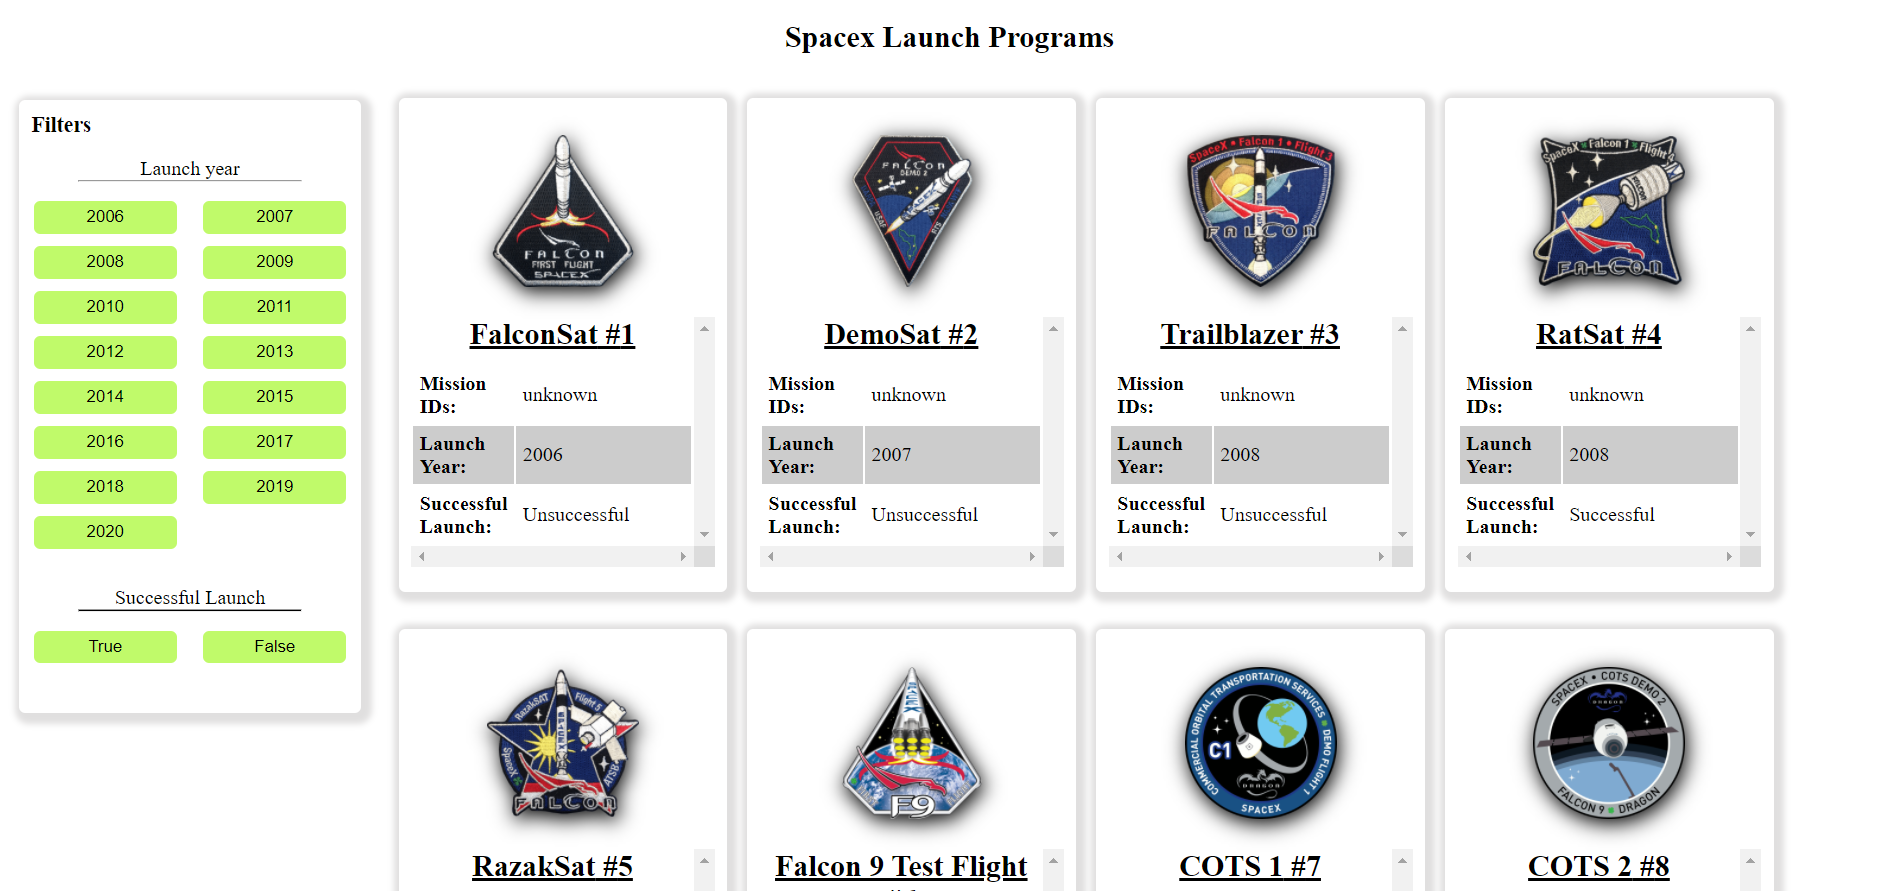 Spacex Launch Programs
Filters
Launch year
2006 2007
2008 2009
2010 2011
2012 2013
2014 2015
2016 2017
2018 2019
2020
Successful Launch
True False
FALCON
FIRST FLIGHT
SPACEX
FalconSat #1
Mission IDs: unknown
Launch Year: 2006
Successful Launch: Unsuccessful
FALCON
DEMO 2
DemoSat #2
Mission IDs: unknown
Launch Year: 2007
Successful Launch: Unsuccessful
SpaceX • Falcon 1 • Flight 3
FALCON
Trailblazer #3
Mission IDs: unknown
Launch Year: 2008
Successful Launch: Unsuccessful
SpaceX Falcon 1 Flight 4
FALCON
RatSat #4
Mission IDs: unknown
Launch Year: 2008
Successful Launch: Successful
RazakSAT Flight 5
SpaceX ATSB
FALCON
RazakSat #5
F9
Falcon 9 Test Flight
COMMERCIAL ORBITAL TRANSPORTATION SERVICES DEMO FLIGHT 1
C1
DRAGON
SPACEX
COTS 1 #7
SPACEX • COTS DEMO 2
DRAGON
FALCON 9 DRAGON
COTS 2 #8